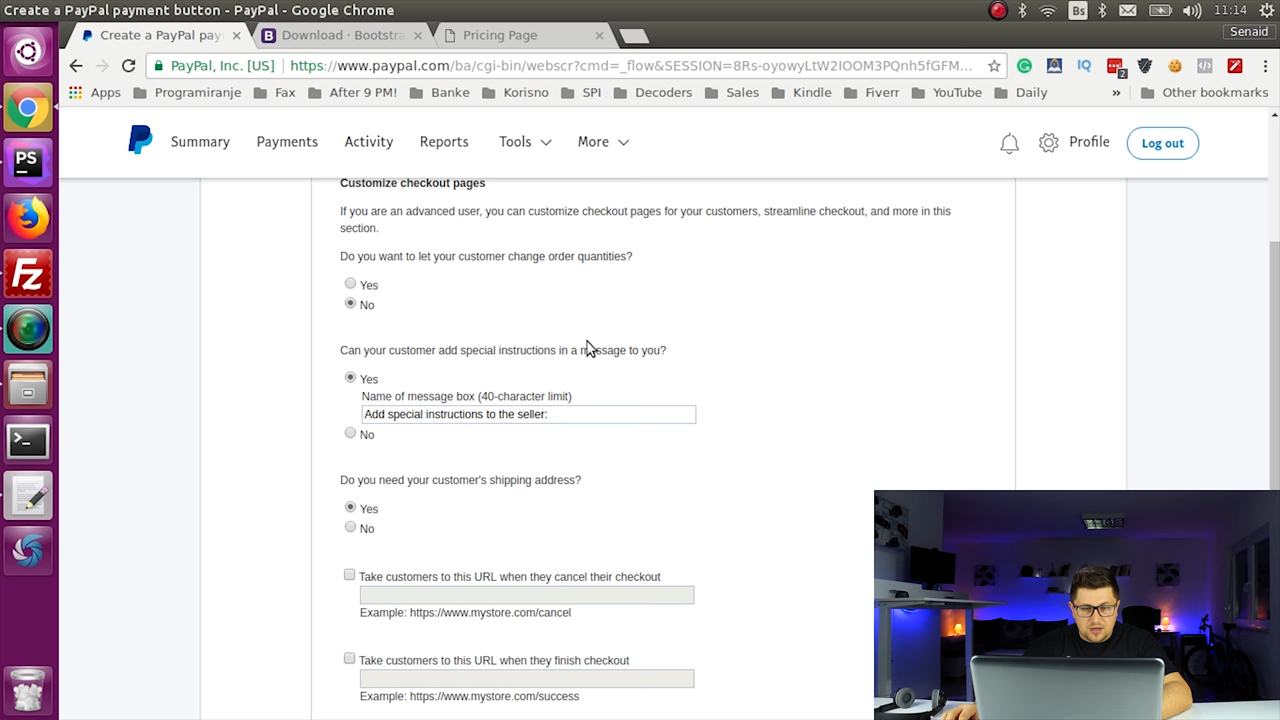 Create a PayPal payment button - PayPal - Google Chrome
Bs
11:14
Create a PayPal pay
Download · Bootstra
Pricing Page
Senaid
PayPal, Inc. [US]
https://www.paypal.com/ba/cgi-bin/webscr?cmd=_flow&SESSION=8Rs-oyowyLtW2IOOM3PQnh5fGFM...
IQ
2
Apps
Programiranje
Fax
After 9 PM!
Banke
Korisno
SPI
Decoders
Sales
Kindle
Fiverr
YouTube
Daily
»
Other bookmarks
Summary
Payments
Activity
Reports
Tools
More
Profile
Log out
PS
Fz
Customize checkout pages
If you are an advanced user, you can customize checkout pages for your customers, streamline checkout, and more in this
section.
Do you want to let your customer change order quantities?
Yes
No
Can your customer add special instructions in a message to you?
Yes
Name of message box (40-character limit)
Add special instructions to the seller:
No
Do you need your customer's shipping address?
Yes
No
Take customers to this URL when they cancel their checkout
Example: https://www.mystore.com/cancel
Take customers to this URL when they finish checkout
Example: https://www.mystore.com/success